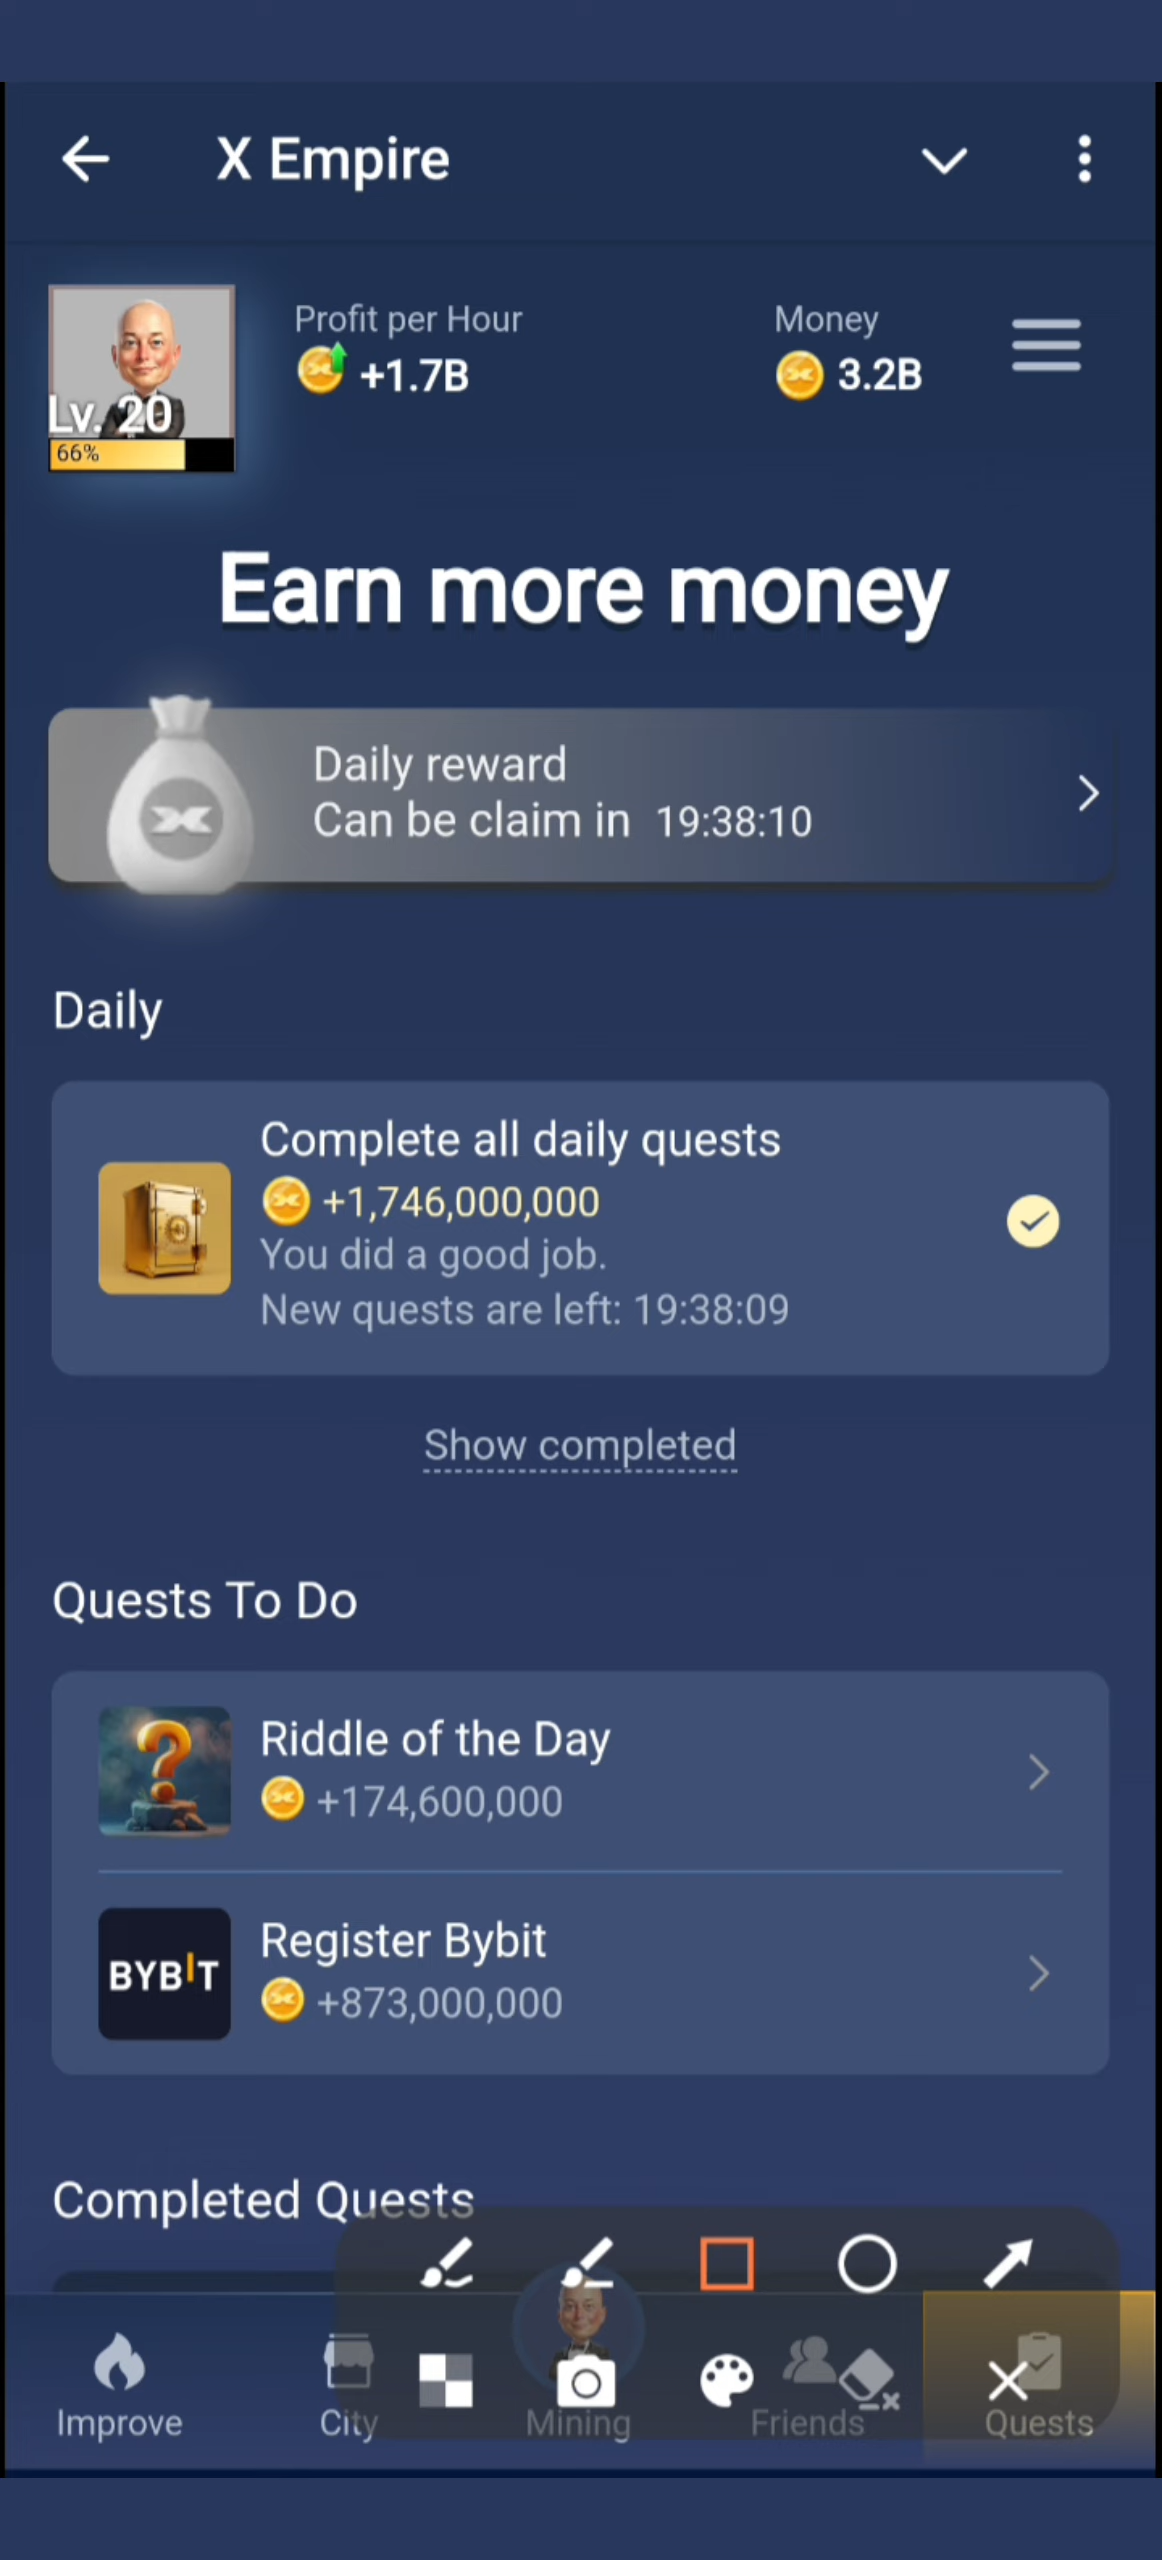 X Empire
Profit per Hour
+1.7B
Money
3.2B
Lv. 20
66%
Earn more money
Daily reward
Can be claim in 19:38:10
Daily
Complete all daily quests
+1,746,000,000
You did a good job.
New quests are left: 19:38:09
Show completed
Quests To Do
Riddle of the Day
+174,600,000
BYBIT
Register Bybit
+873,000,000
Completed Quests
Improve
City
Mining
Friends
Quests